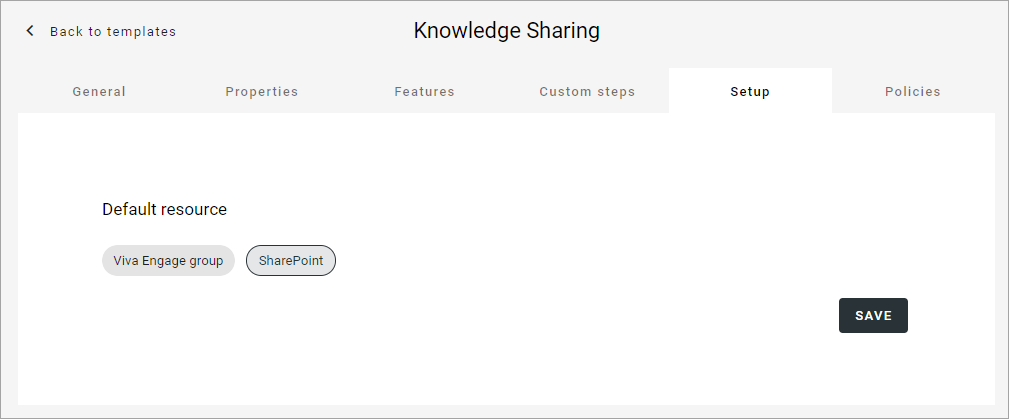 Back to templates
Knowledge Sharing
General Properties Features Custom steps Setup Policies
Default resource
Viva Engage group SharePoint
SAVE